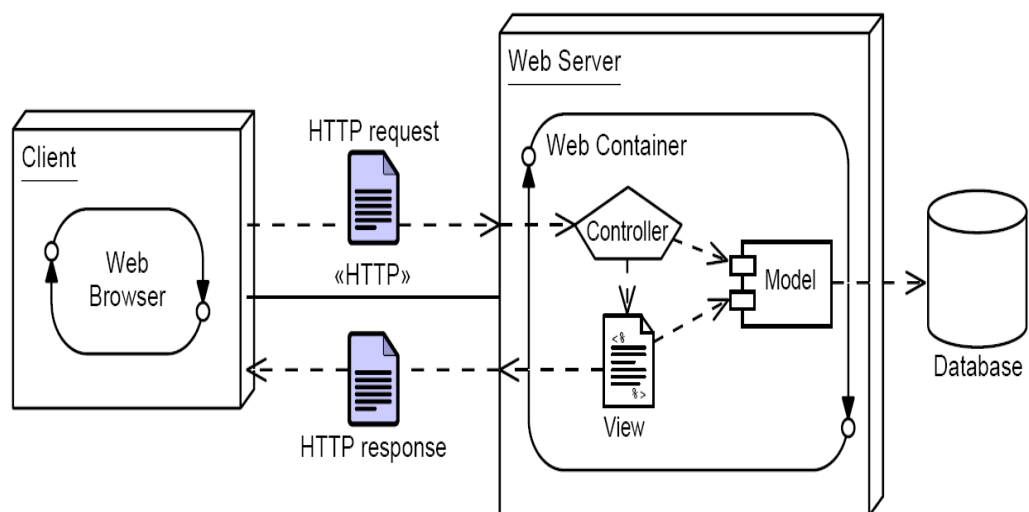 Web Server
HTTP request
Client
Web Container
Controller
Web
Browser
«HTTP»
Model
<%
%>
View
Database
HTTP response